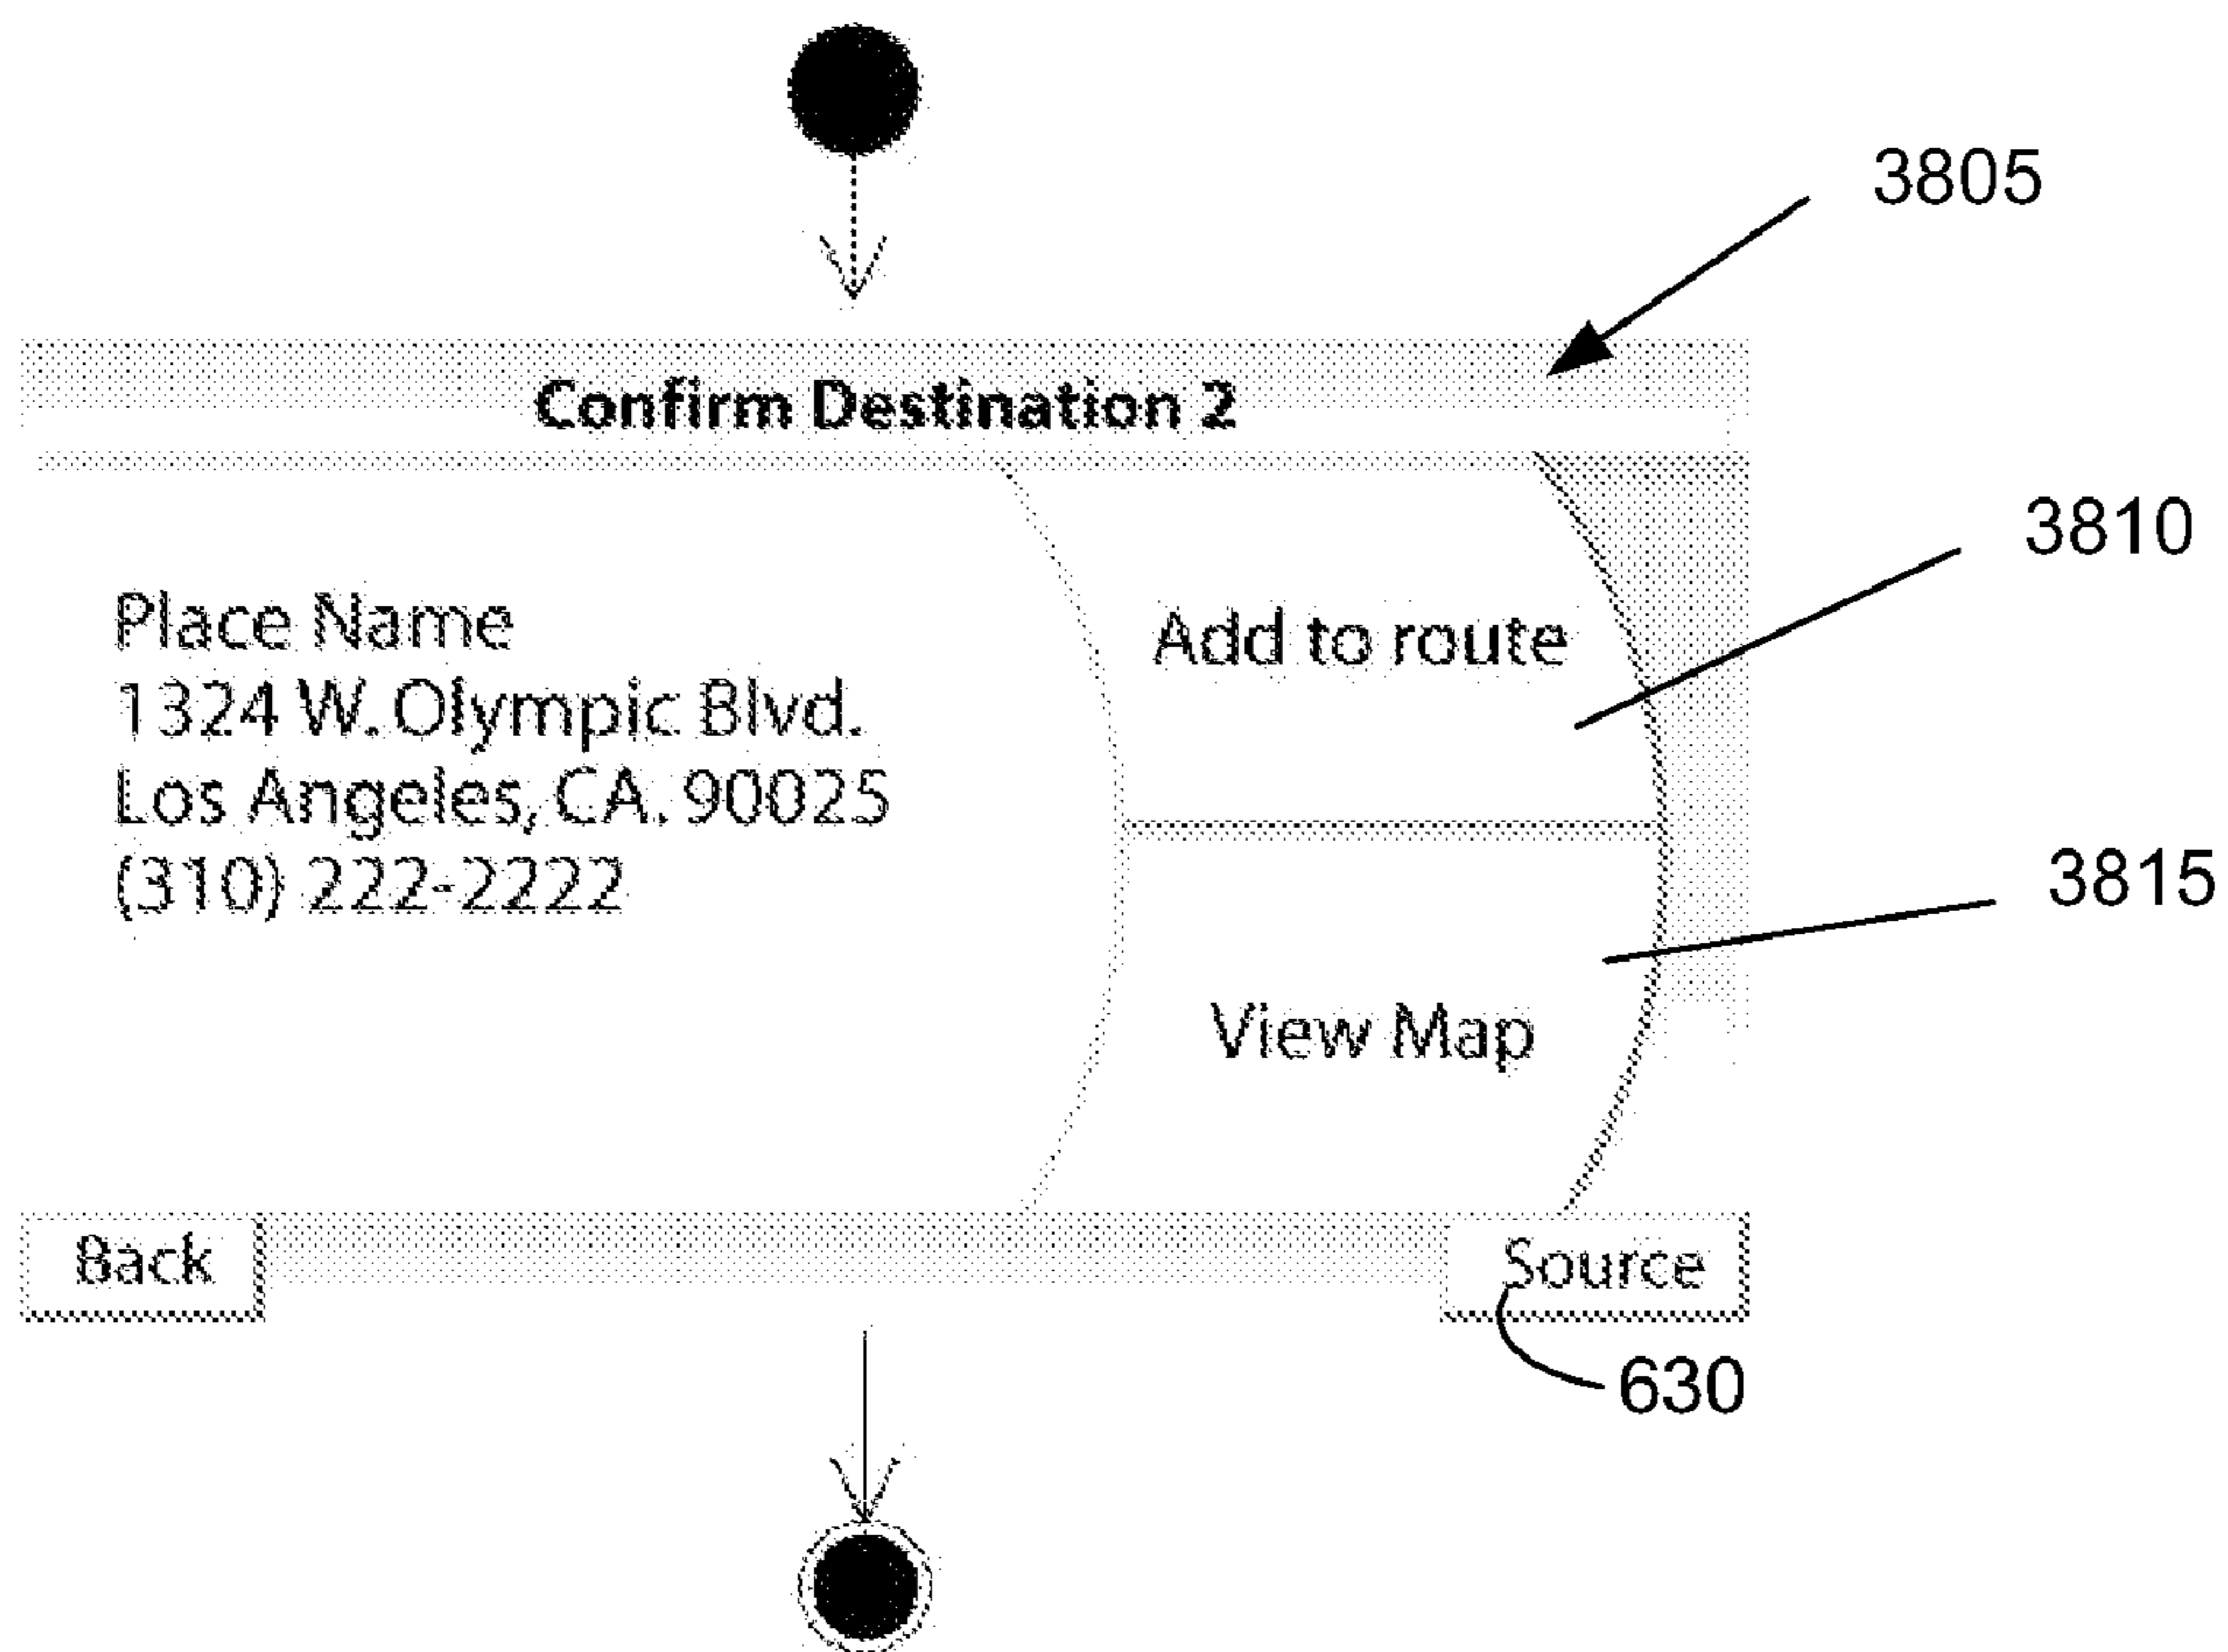 3805
Confirm Destination 2
3810
Place Name
1324 W. Olympic Blvd.
Los Angeles, CA. 90025
(310) 222-2222
Add to route
3815
View Map
Back
Source
630